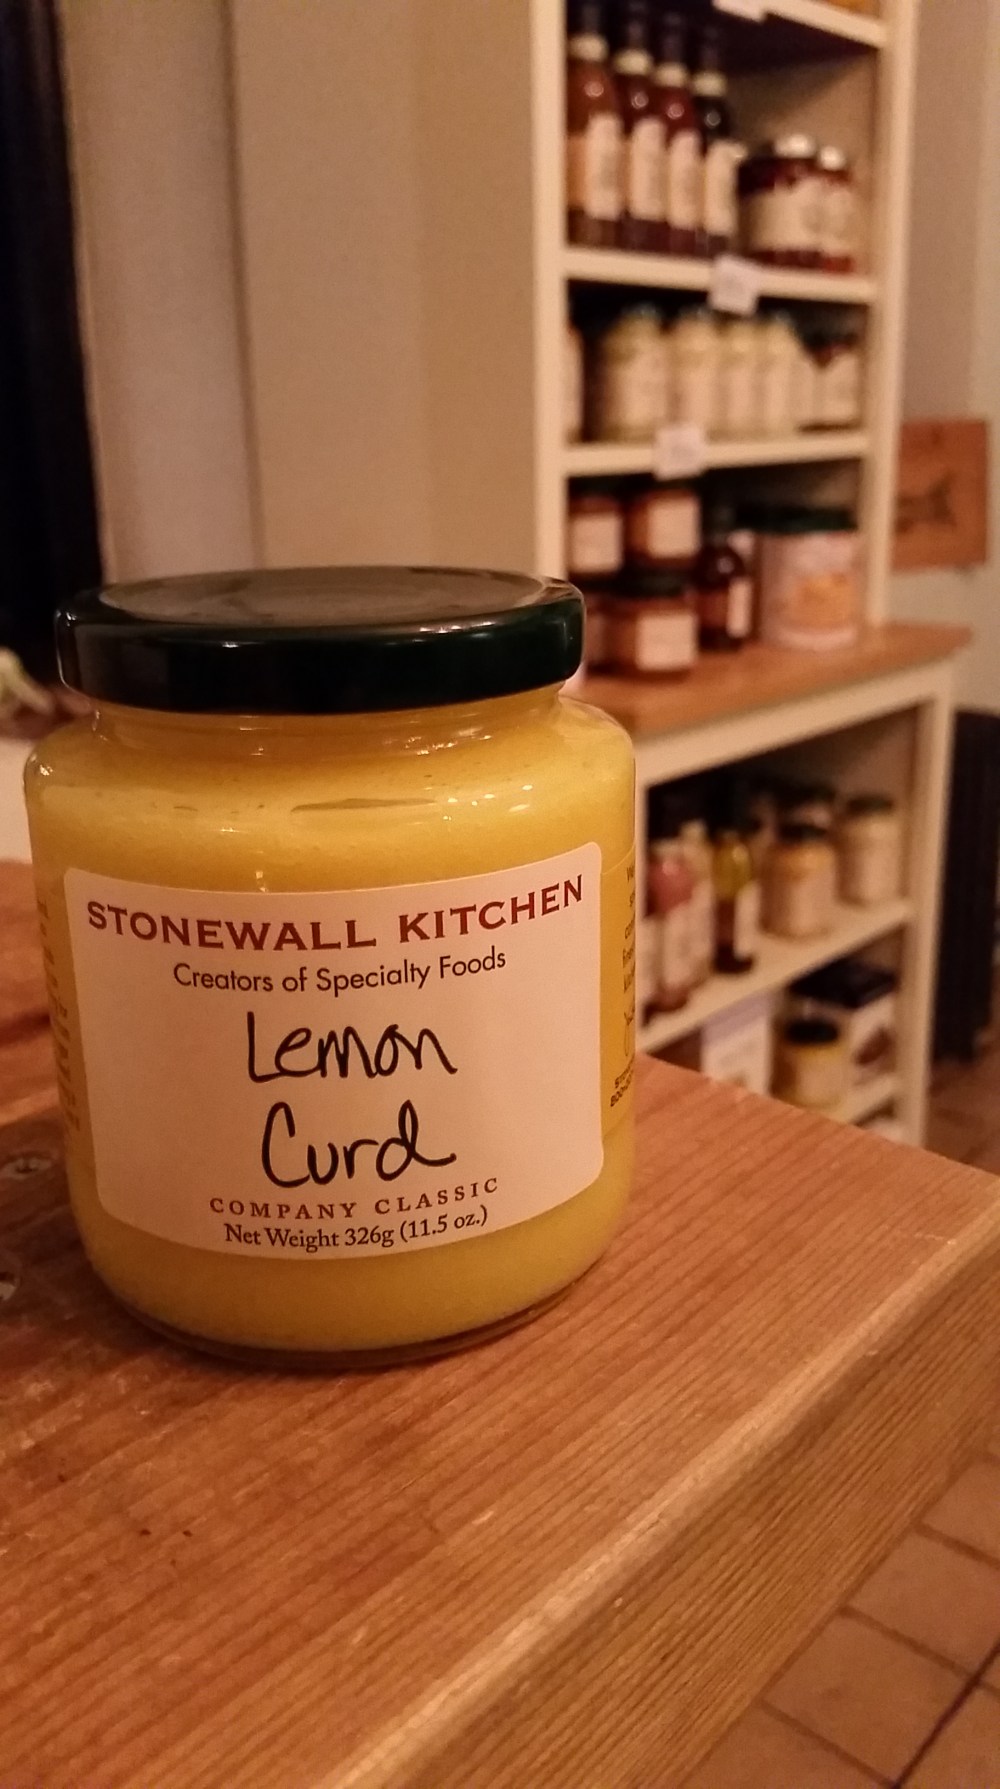 STONEWALL KITCHEN
Creators of Specialty Foods
Lemon
Curd
COMPANY CLASSIC
Net Weight 326g (11.5 oz.)